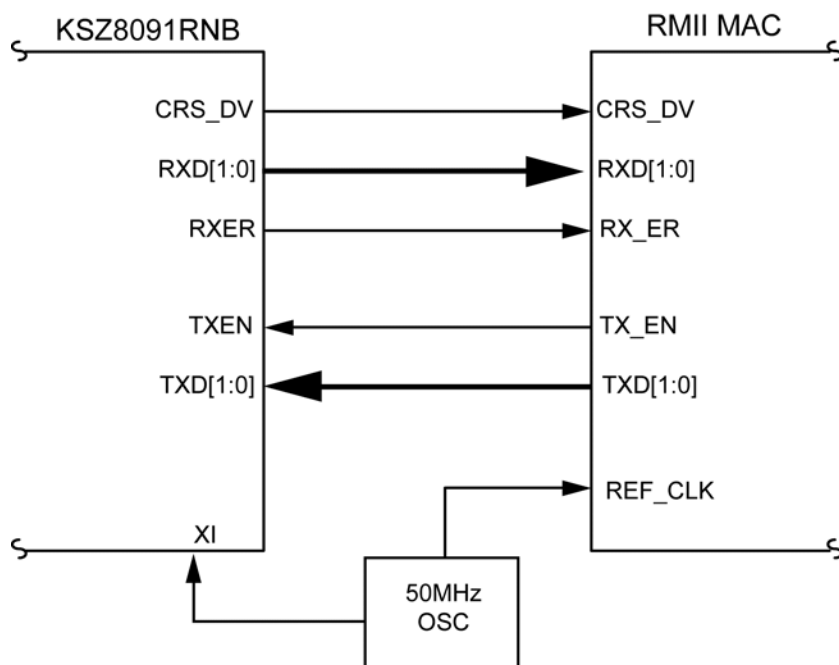 KSZ8091RNB
RMII MAC
CRS_DV
CRS_DV
RXD[1:0]
RXD[1:0]
RXER
RX_ER
TXEN
TX_EN
TXD[1:0]
TXD[1:0]
REF_CLK
XI
50MHz
OSC